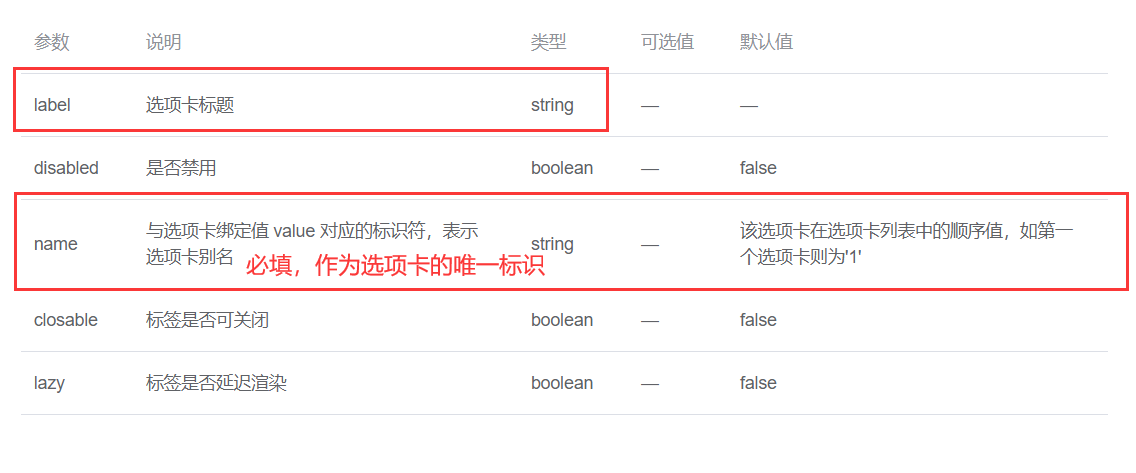 参数 说明 类型 可选值 默认值
label 选项卡标题 string — —
disabled 是否禁用 boolean — false
name 与选项卡绑定值 value 对应的标识符，表示选项卡别名 string — 该选项卡在选项卡列表中的顺序值，如第一个选项卡则为'1'
必填，作为选项卡的唯一标识
closable 标签是否可关闭 boolean — false
lazy 标签是否延迟渲染 boolean — false